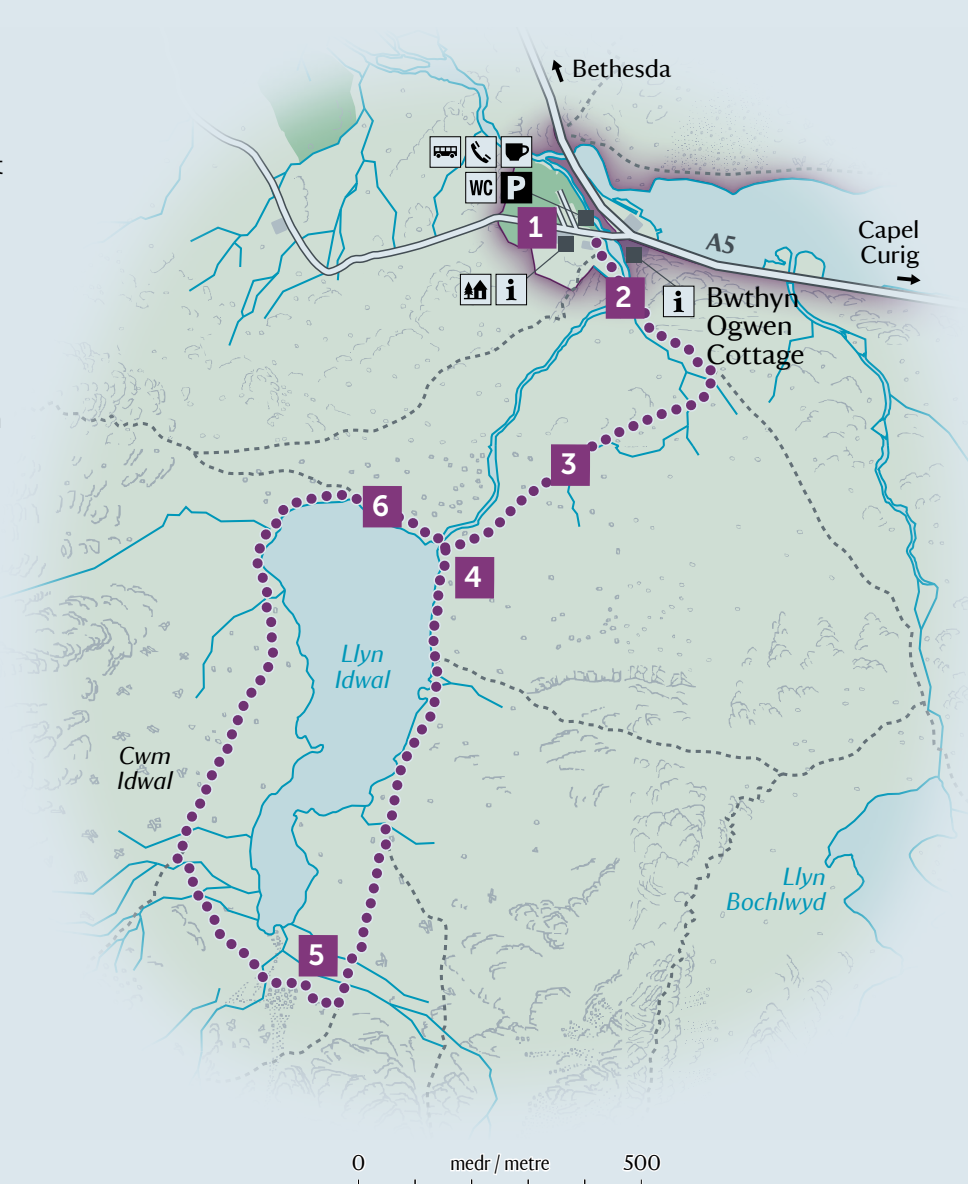 Bethesda
WC
P
1
A5
Capel
Curig
i
2
i
Bwthyn
Ogwen
Cottage
3
6
4
Llyn
Idwal
Cwm
Idwal
Llyn
Bochlwyd
5
0 medr / metre 500